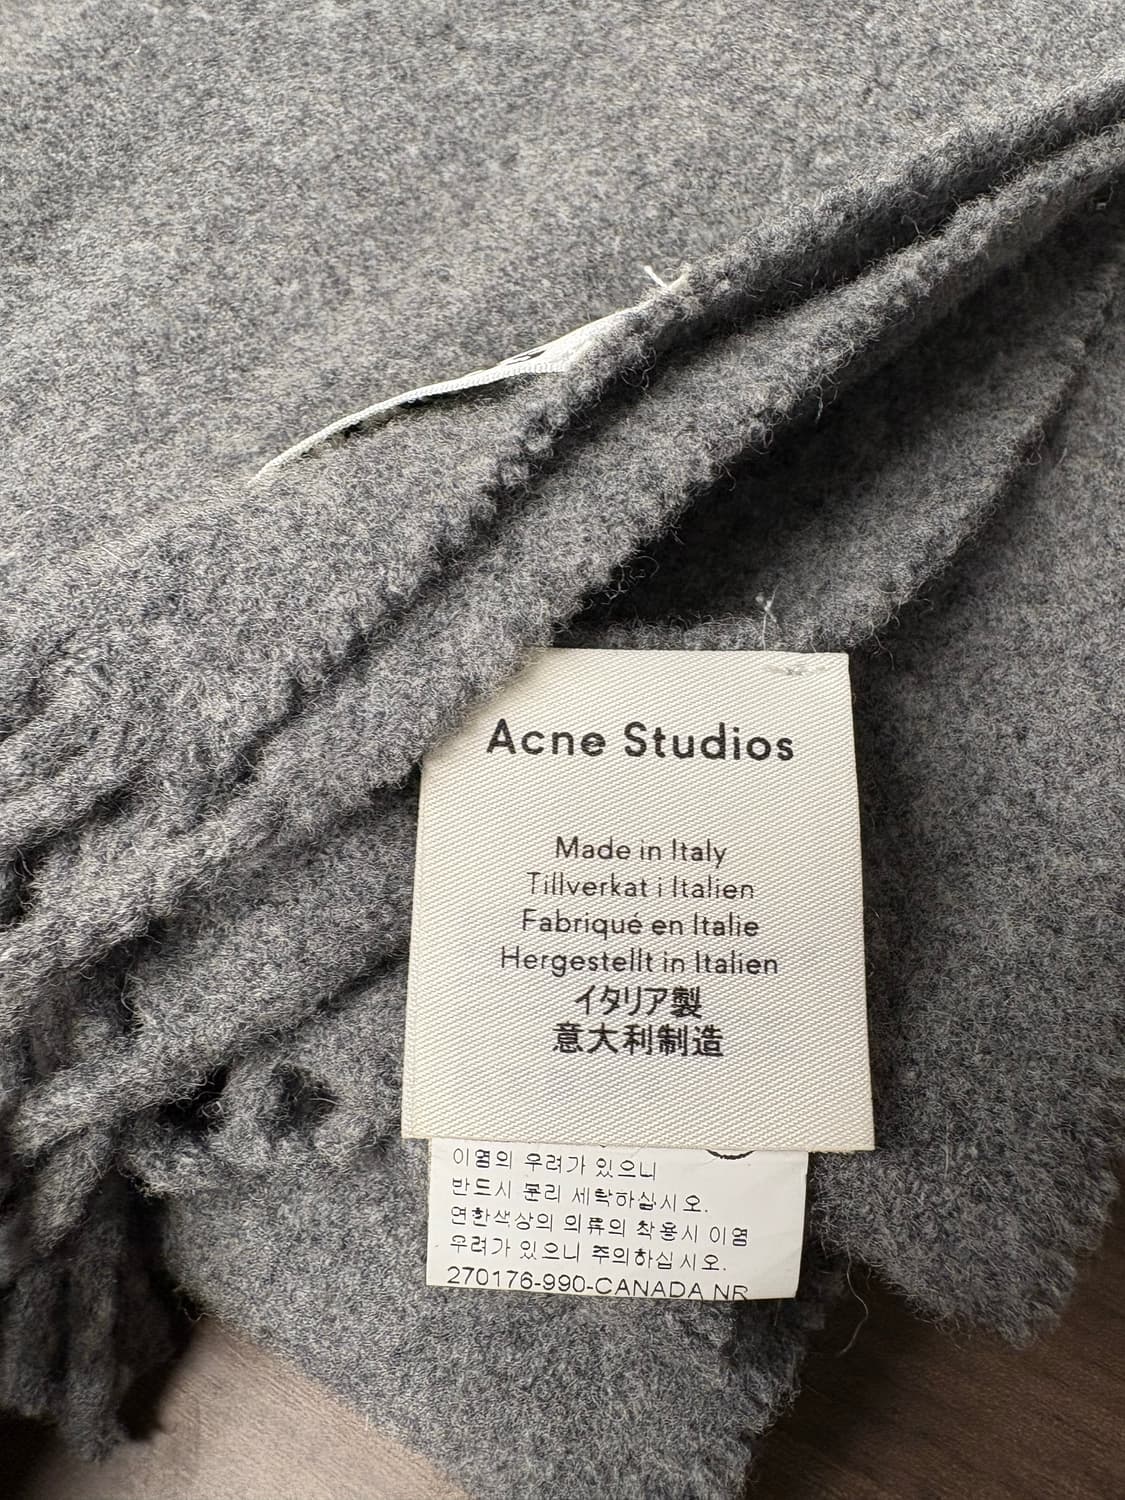 Acne Studios
Made in Italy
Tillverkat i Italien
Fabriqué en Italie
Hergestellt in Italien
イタリア製
意大利制造
이염의 우려가 있으니
반드시 분리 세탁하십시오.
연한색상의 의류의 착용시 이염
우려가 있으니 주의하십시오.
270176-990-CANADA NR